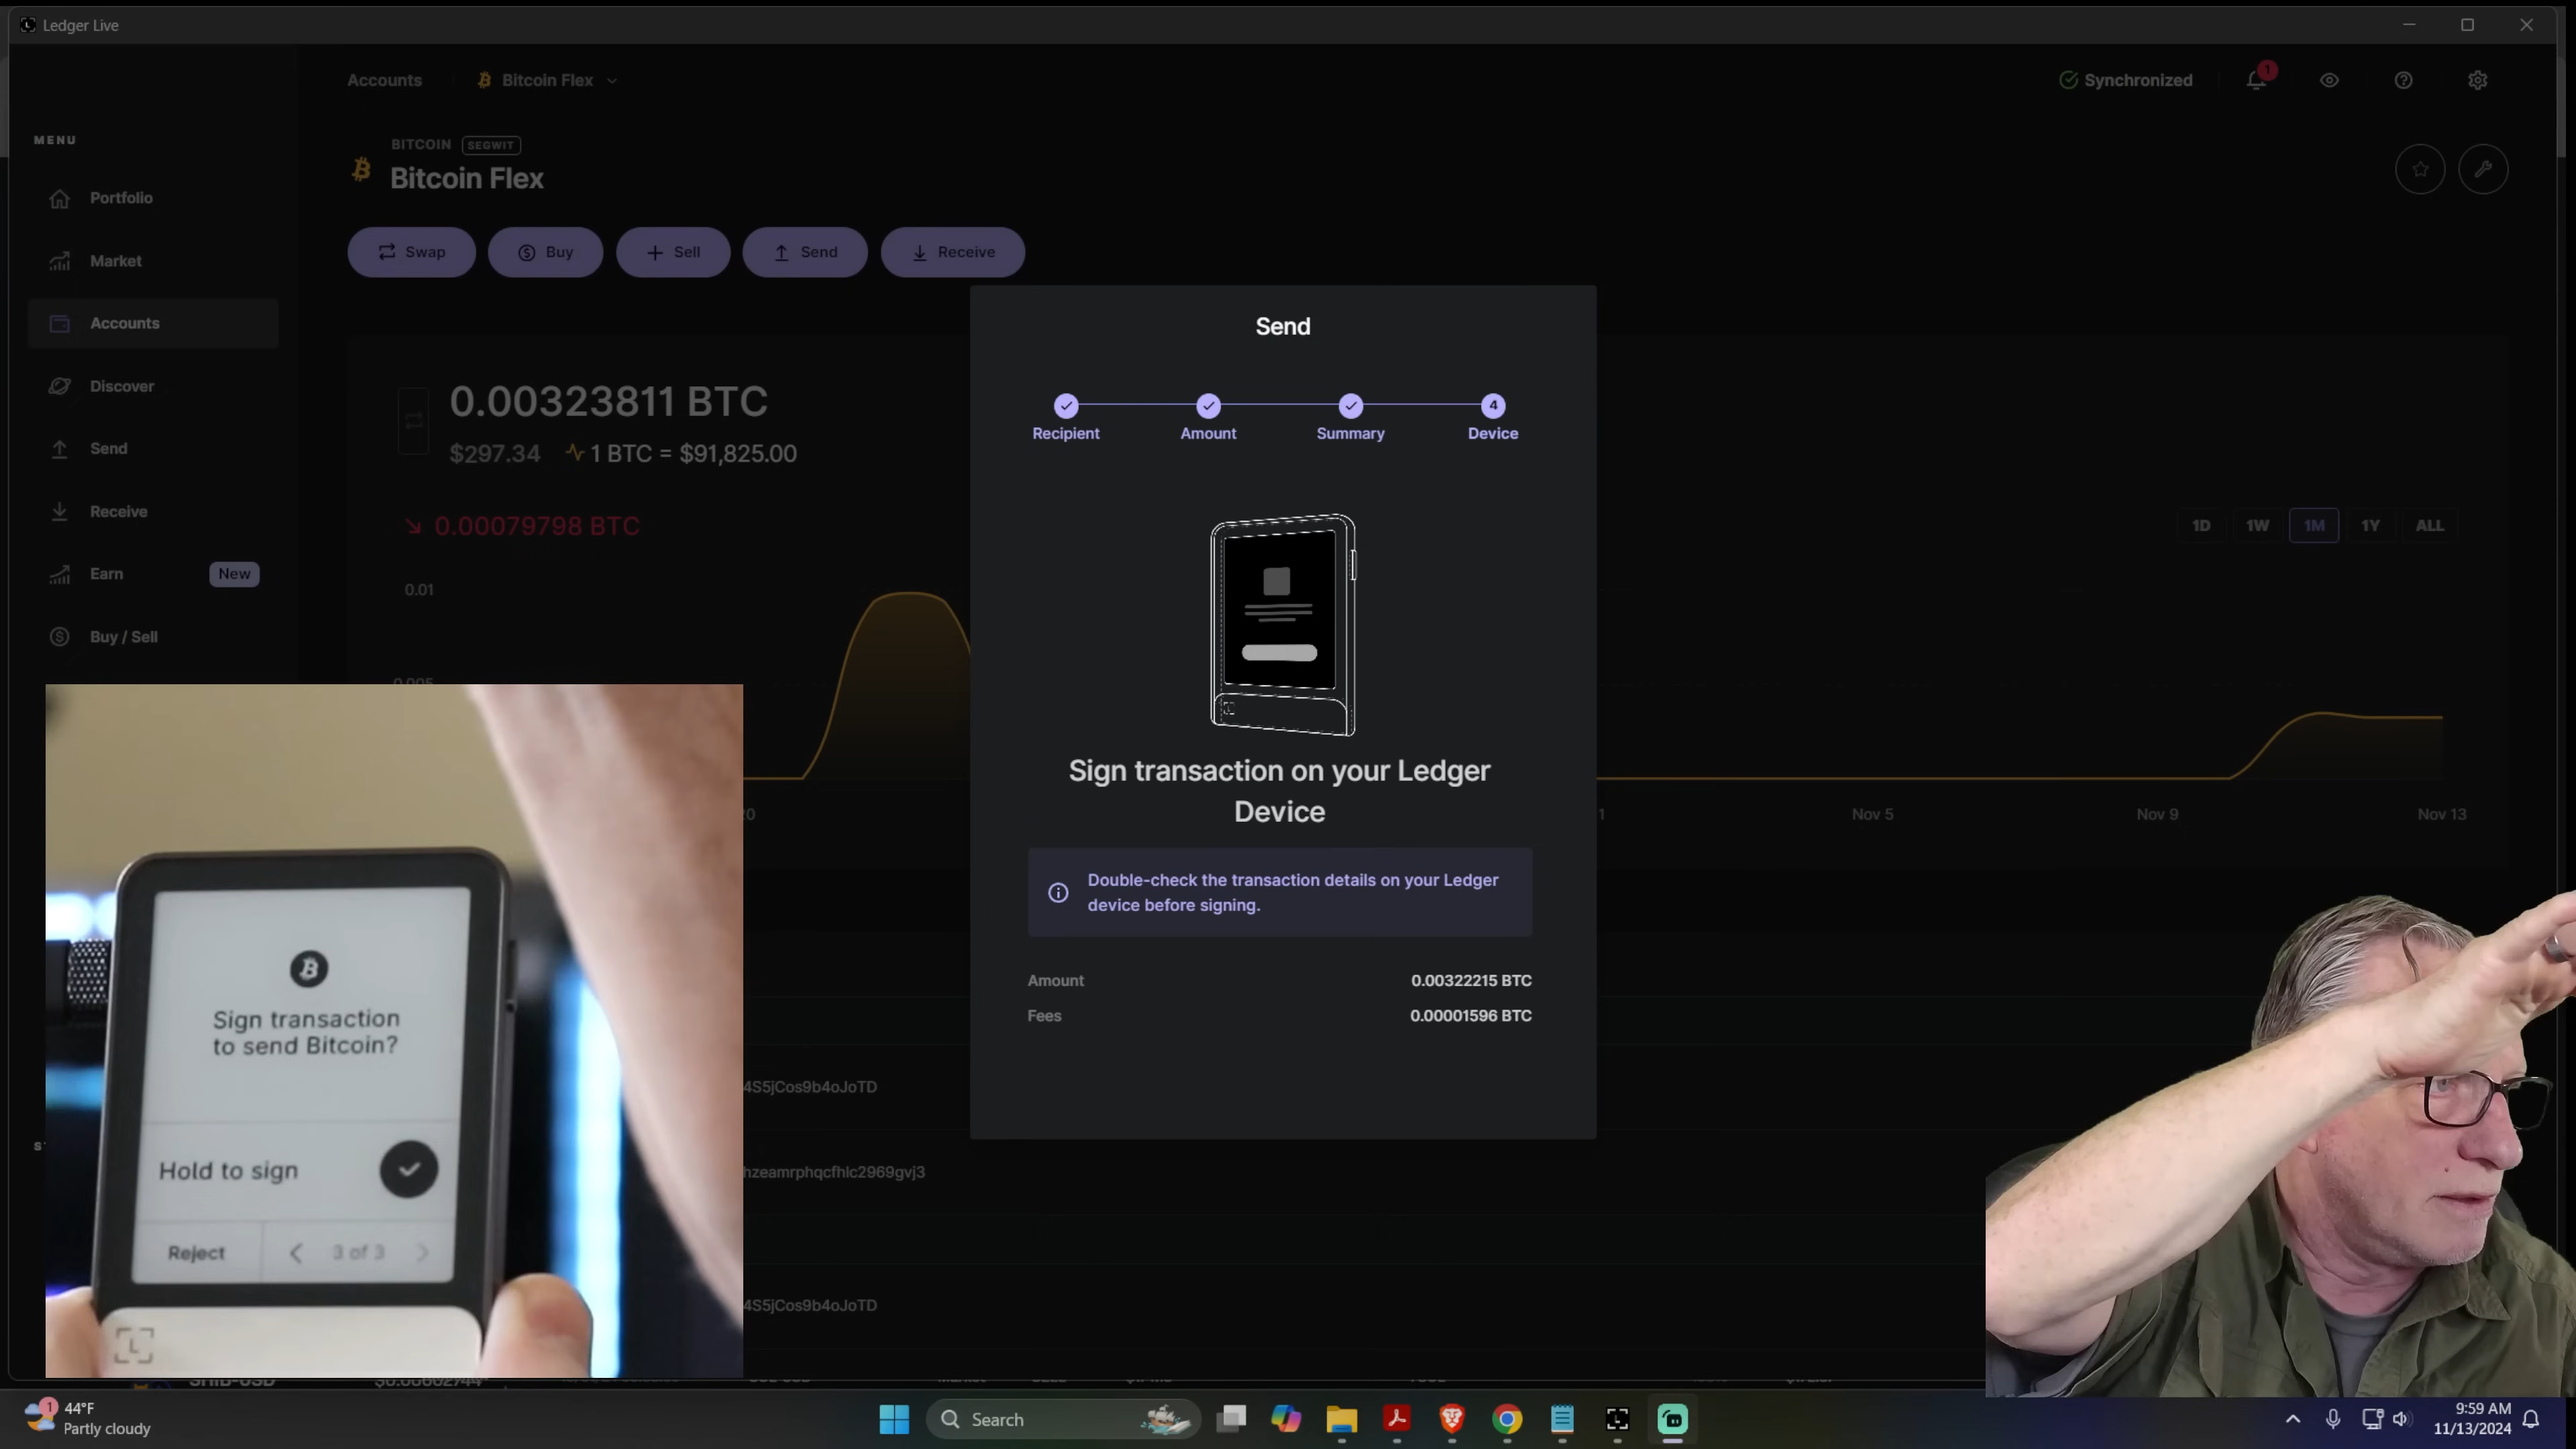 Ledger Live
Accounts
Bitcoin Flex
Synchronized
1
MENU
BITCOIN SEGWIT
Bitcoin Flex
Portfolio
Market
Accounts
Discover
Send
Receive
Earn New
Buy / Sell
Swap
Buy
Sell
Send
Receive
0.00323811 BTC
$297.34 1 BTC = $91,825.00
0.00079798 BTC
1D 1W 1M 1Y ALL
0.01
0.005
Nov 5
Nov 9
Nov 13
Send
Recipient
Amount
Summary
4
Device
Sign transaction on your Ledger
Device
Double-check the transaction details on your Ledger
device before signing.
Amount 0.00322215 BTC
Fees 0.00001596 BTC
4S5jCos9b4oJoTD
hzeamrphqcfhlc2969gvj3
4S5jCos9b4oJoTD
Sign transaction
to send Bitcoin?
Hold to sign
Reject 3 of 3
1
44°F
Partly cloudy
Search
9:59 AM
11/13/2024